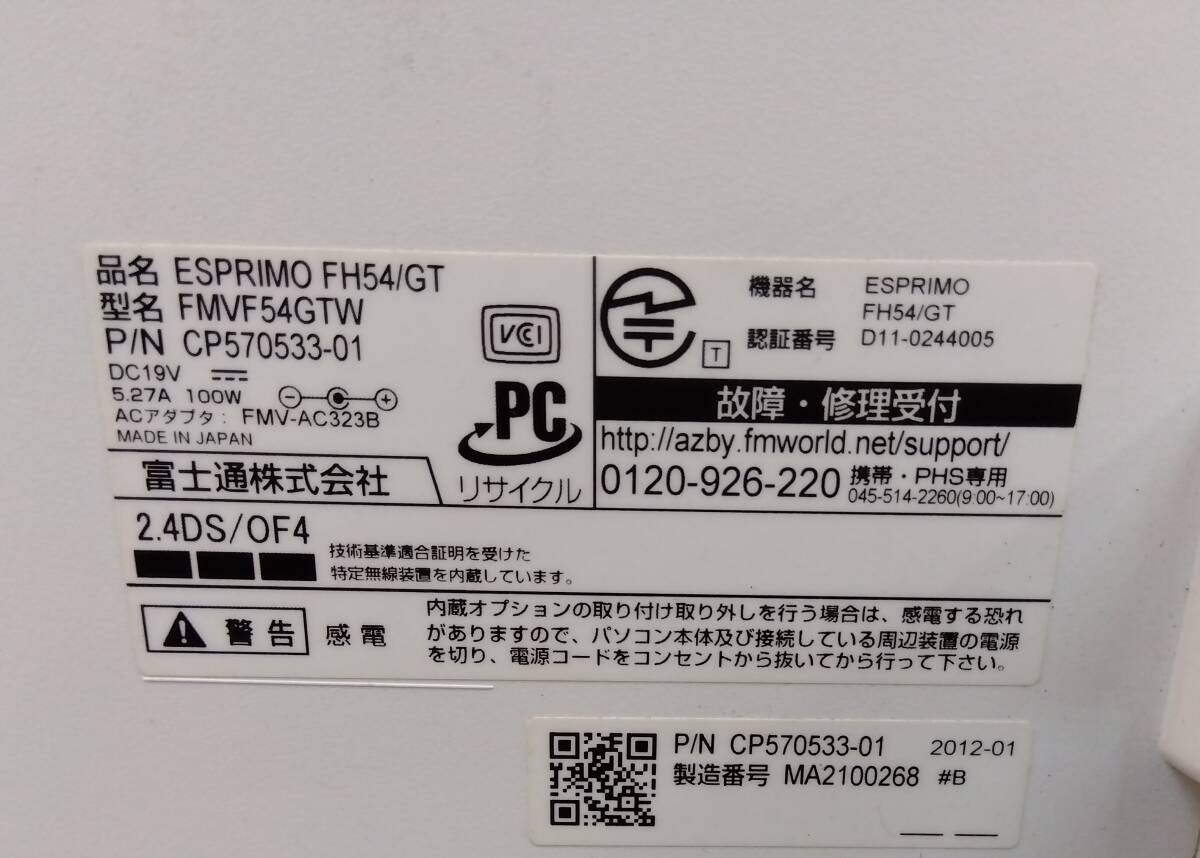 品名 ESPRIMO FH54/GT
型名 FMVF54GTW
P/N CP570533-01
DC19V
5.27A 100W
ACアダプタ: FMV-AC323B
MADE IN JAPAN
VCCI
PC
リサイクル
富士通株式会社
T
機器名 ESPRIMO
FH54/GT
認証番号 D11-0244005
故障・修理受付
http://azby.fmworld.net/support/
0120-926-220 携帯・PHS専用
045-514-2260(9:00~17:00)
2.4DS/OF4
技術基準適合証明を受けた
特定無線装置を内蔵しています。
警告 感電
内蔵オプションの取り付け取り外しを行う場合は、感電する恐れ
がありますので、パソコン本体及び接続している周辺装置の電源
を切り、電源コードをコンセントから抜いてから行って下さい。
P/N CP570533-01 2012-01
製造番号 MA2100268 #B